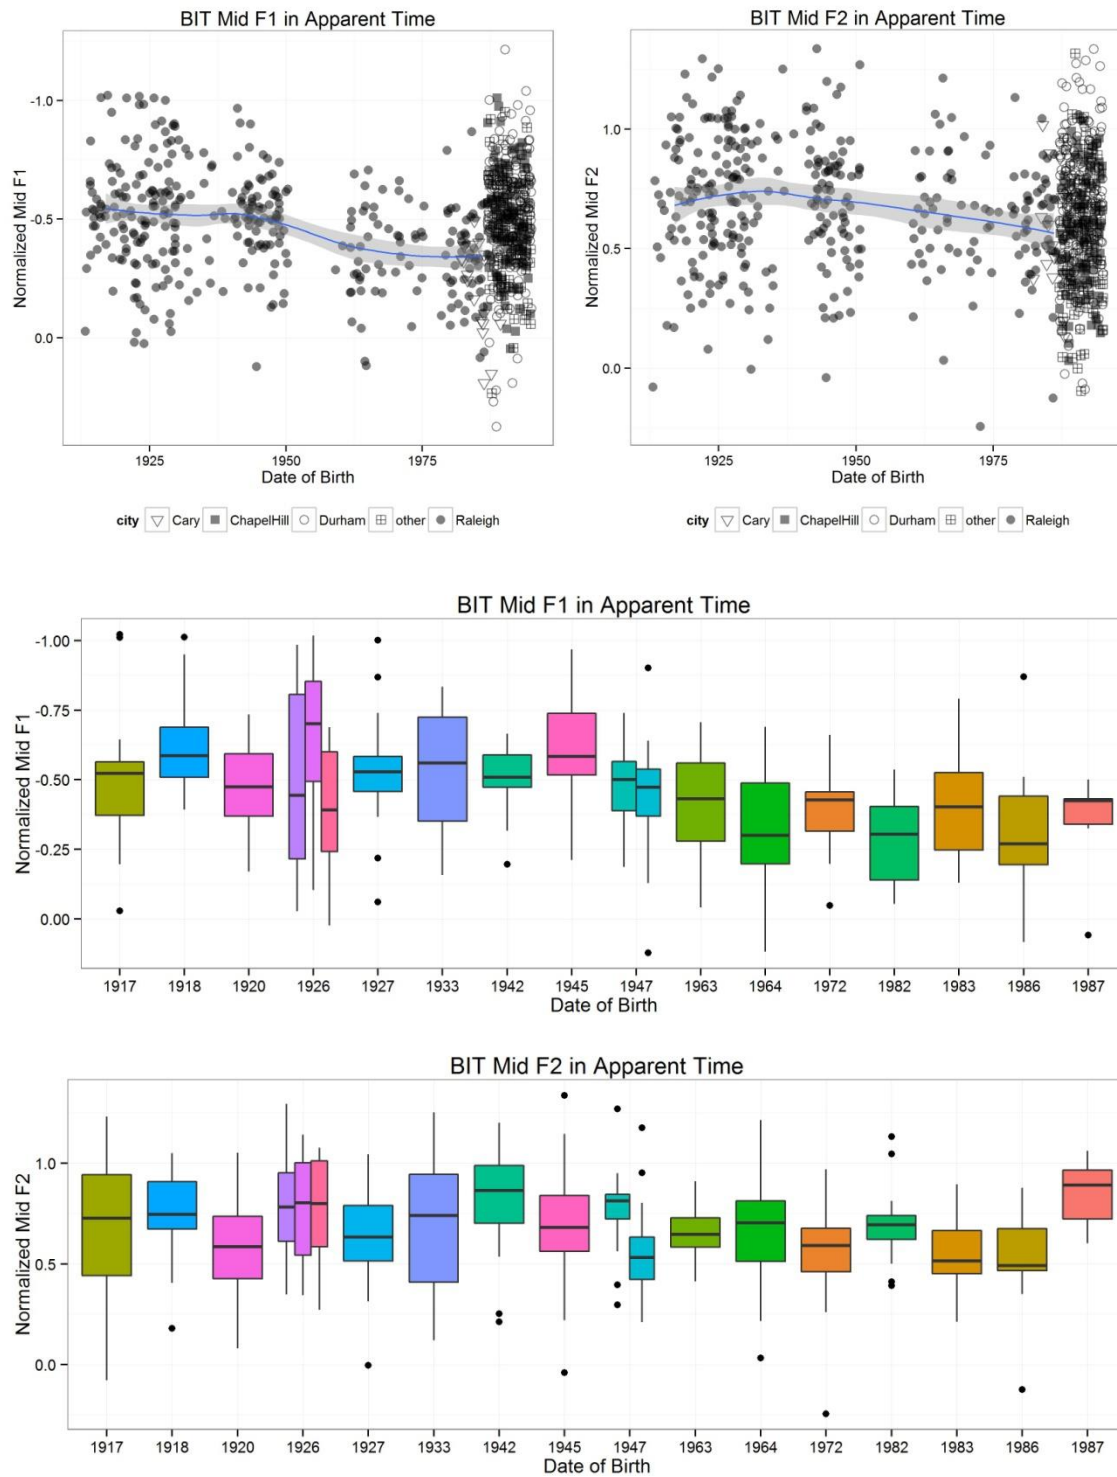 BIT Mid F1 in Apparent Time
Normalized Mid F1
-1.0
-0.5
0.0
1925 1950 1975
Date of Birth
city Cary ChapelHill Durham other Raleigh
BIT Mid F2 in Apparent Time
Normalized Mid F2
1.0
0.5
0.0
1925 1950 1975
Date of Birth
city Cary ChapelHill Durham other Raleigh
BIT Mid F1 in Apparent Time
Normalized Mid F1
-1.00
-0.75
-0.50
-0.25
0.00
1917 1918 1920 1926 1927 1933 1942 1945 1947 1963 1964 1972 1982 1983 1986 1987
Date of Birth
BIT Mid F2 in Apparent Time
Normalized Mid F2
1.0
0.5
0.0
1917 1918 1920 1926 1927 1933 1942 1945 1947 1963 1964 1972 1982 1983 1986 1987
Date of Birth